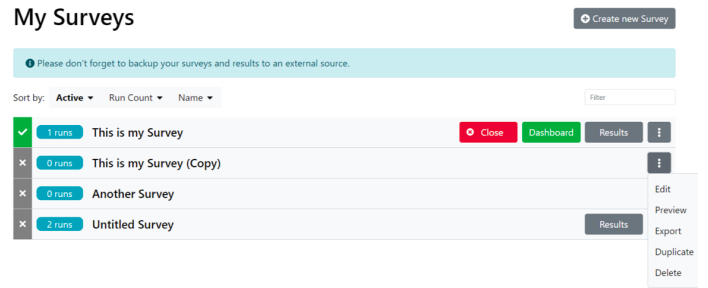 My Surveys
Create new Survey
Please don't forget to backup your surveys and results to an external source.
Sort by: Active Run Count Name Filter
1 runs This is my Survey Close Dashboard Results
0 runs This is my Survey (Copy)
0 runs Another Survey
Edit
Preview
2 runs Untitled Survey Results
Export
Duplicate
Delete